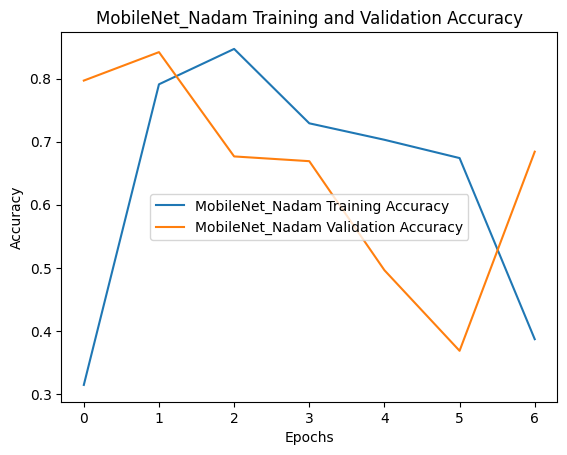 MobileNet_Nadam Training and Validation Accuracy
0.8
0.7
0.6
0.5
0.4
0.3
Accuracy
MobileNet_Nadam Training Accuracy
MobileNet_Nadam Validation Accuracy
0 1 2 3 4 5 6
Epochs